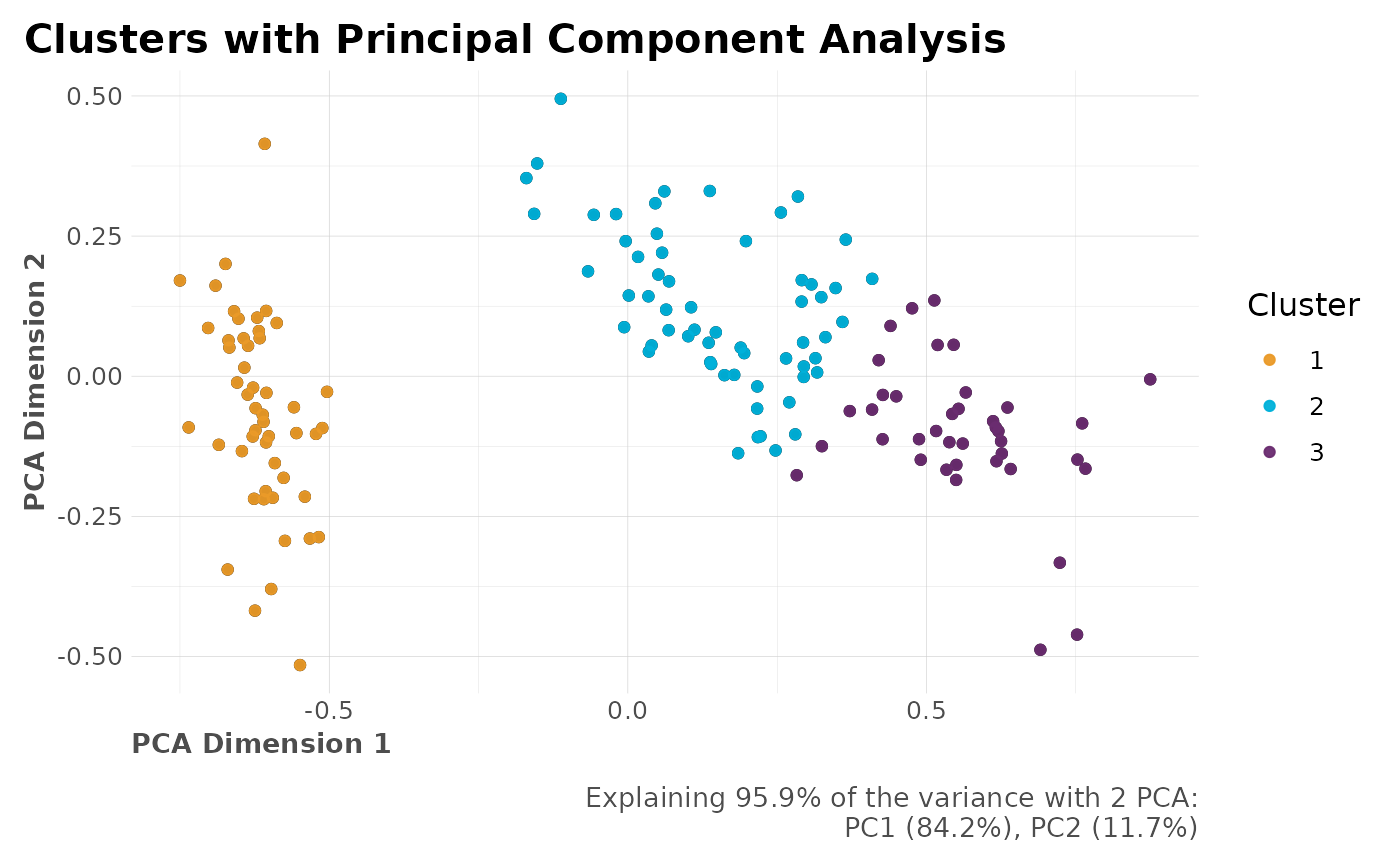 Clusters with Principal Component Analysis
PCA Dimension 2
0.50
0.25
0.00
-0.25
-0.50
-0.5
0.0
0.5
PCA Dimension 1
Cluster
1
2
3
Explaining 95.9% of the variance with 2 PCA:
PC1 (84.2%), PC2 (11.7%)